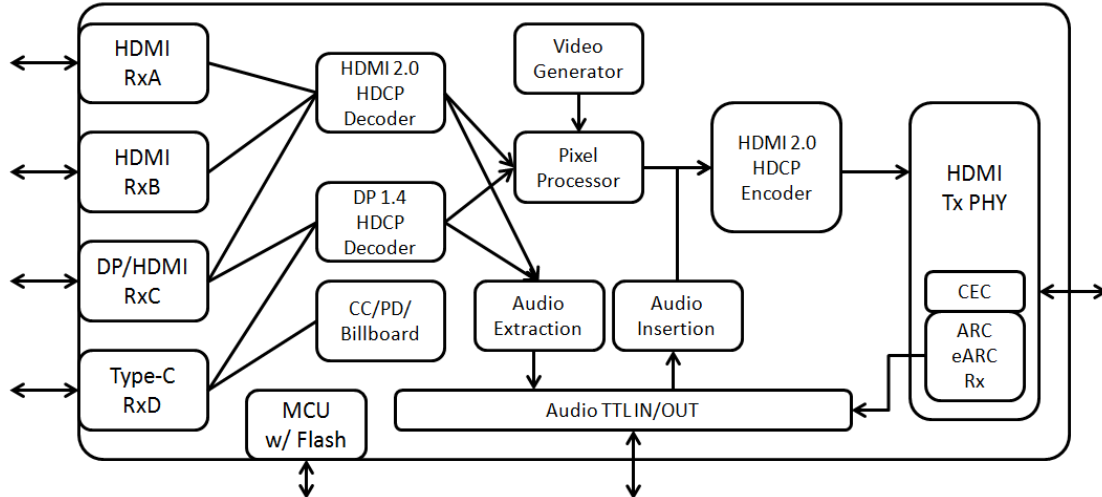 HDMI
RxA
HDMI
RxB
DP/HDMI
RxC
Type-C
RxD
HDMI 2.0
HDCP
Decoder
DP 1.4
HDCP
Decoder
CC/PD/
Billboard
MCU
w/ Flash
Video
Generator
Pixel
Processor
Audio
Extraction
Audio
Insertion
Audio TTL IN/OUT
HDMI 2.0
HDCP
Encoder
HDMI
Tx PHY
CEC
ARC
eARC
Rx